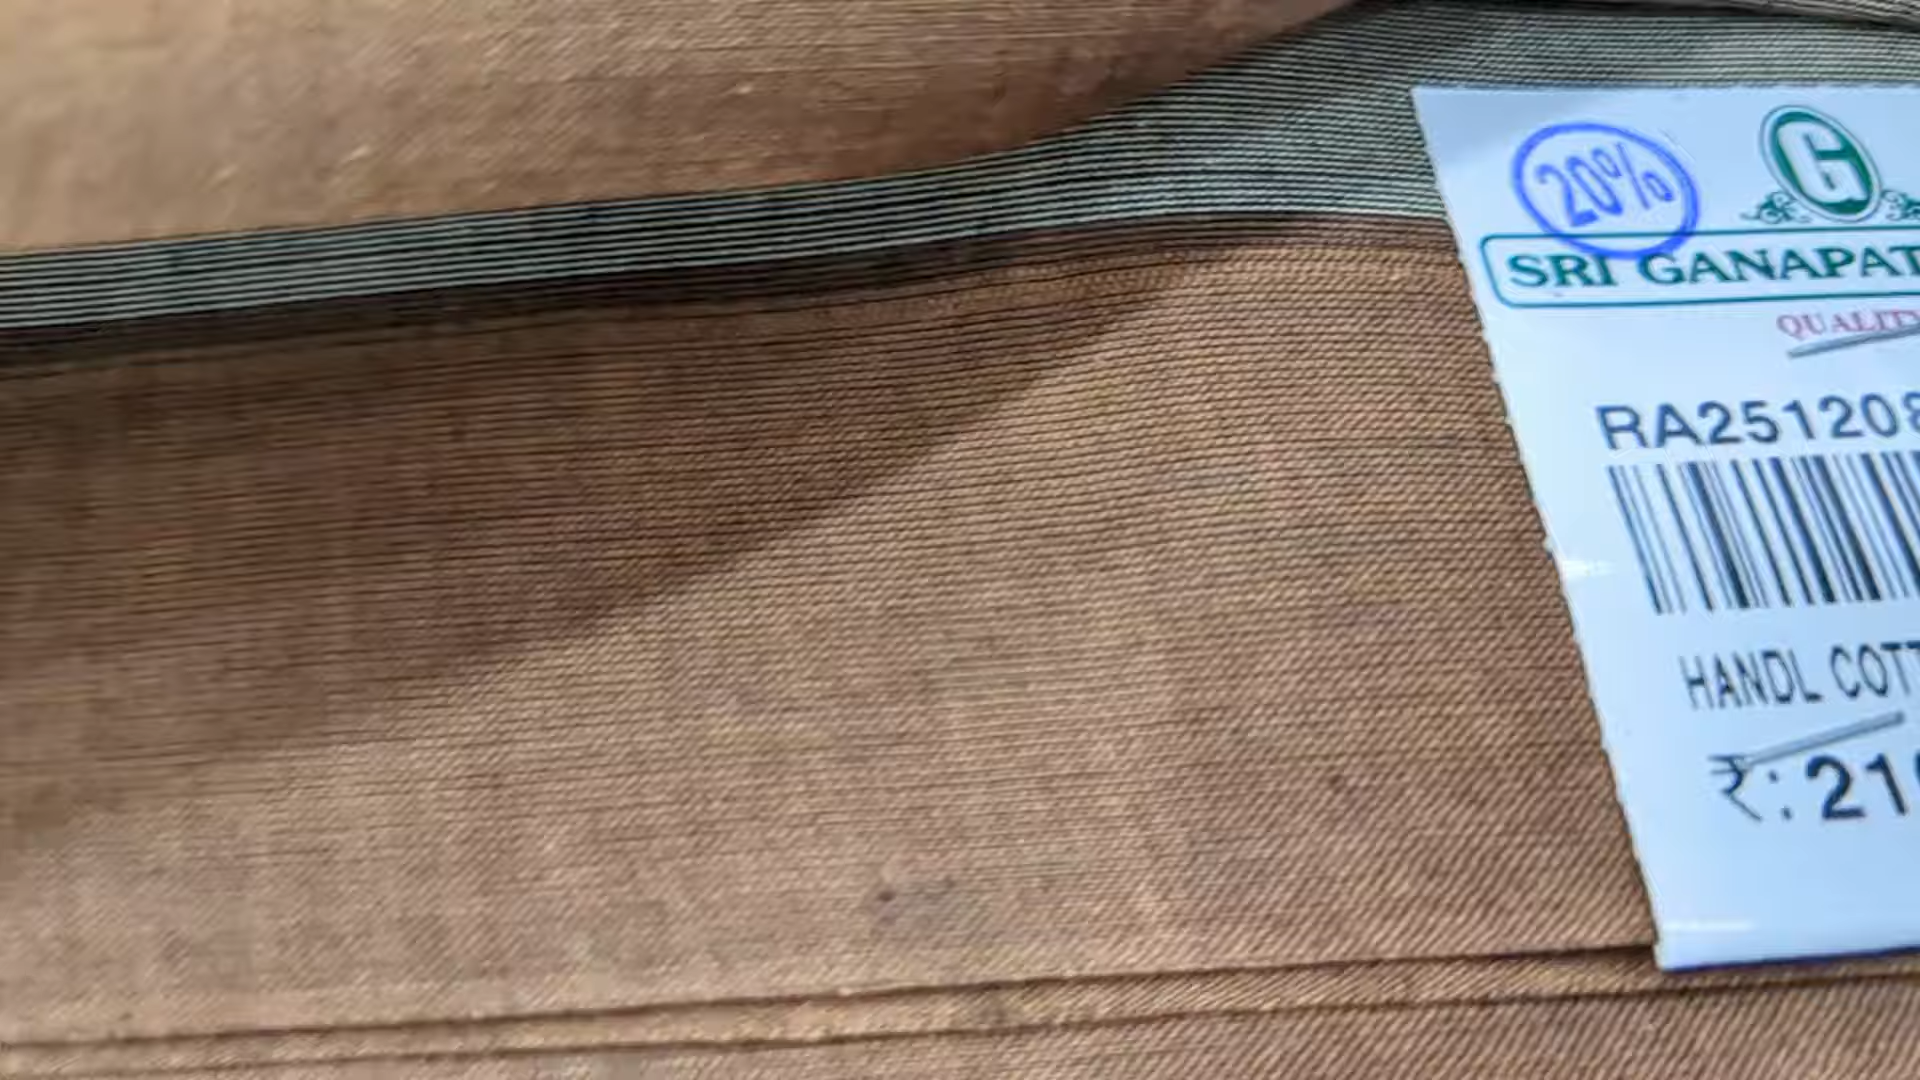 20%
G
SRI GANAPAT
QUALITY
RA251208
HANDL COTT
₹: 21